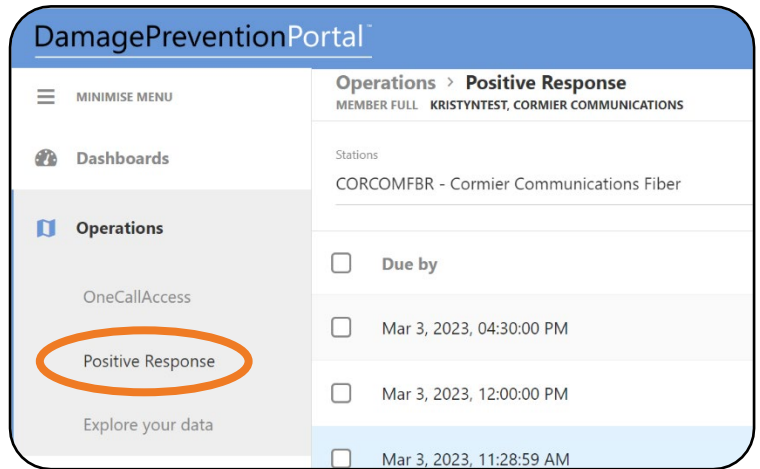 DamagePreventionPortal™
MINIMISE MENU
Dashboards
Operations
OneCallAccess
Positive Response
Explore your data
Operations > Positive Response
MEMBER FULL KRISTYNTEST, CORMIER COMMUNICATIONS
Stations
CORCOMFBR - Cormier Communications Fiber
Due by
Mar 3, 2023, 04:30:00 PM
Mar 3, 2023, 12:00:00 PM
Mar 3, 2023, 11:28:59 AM